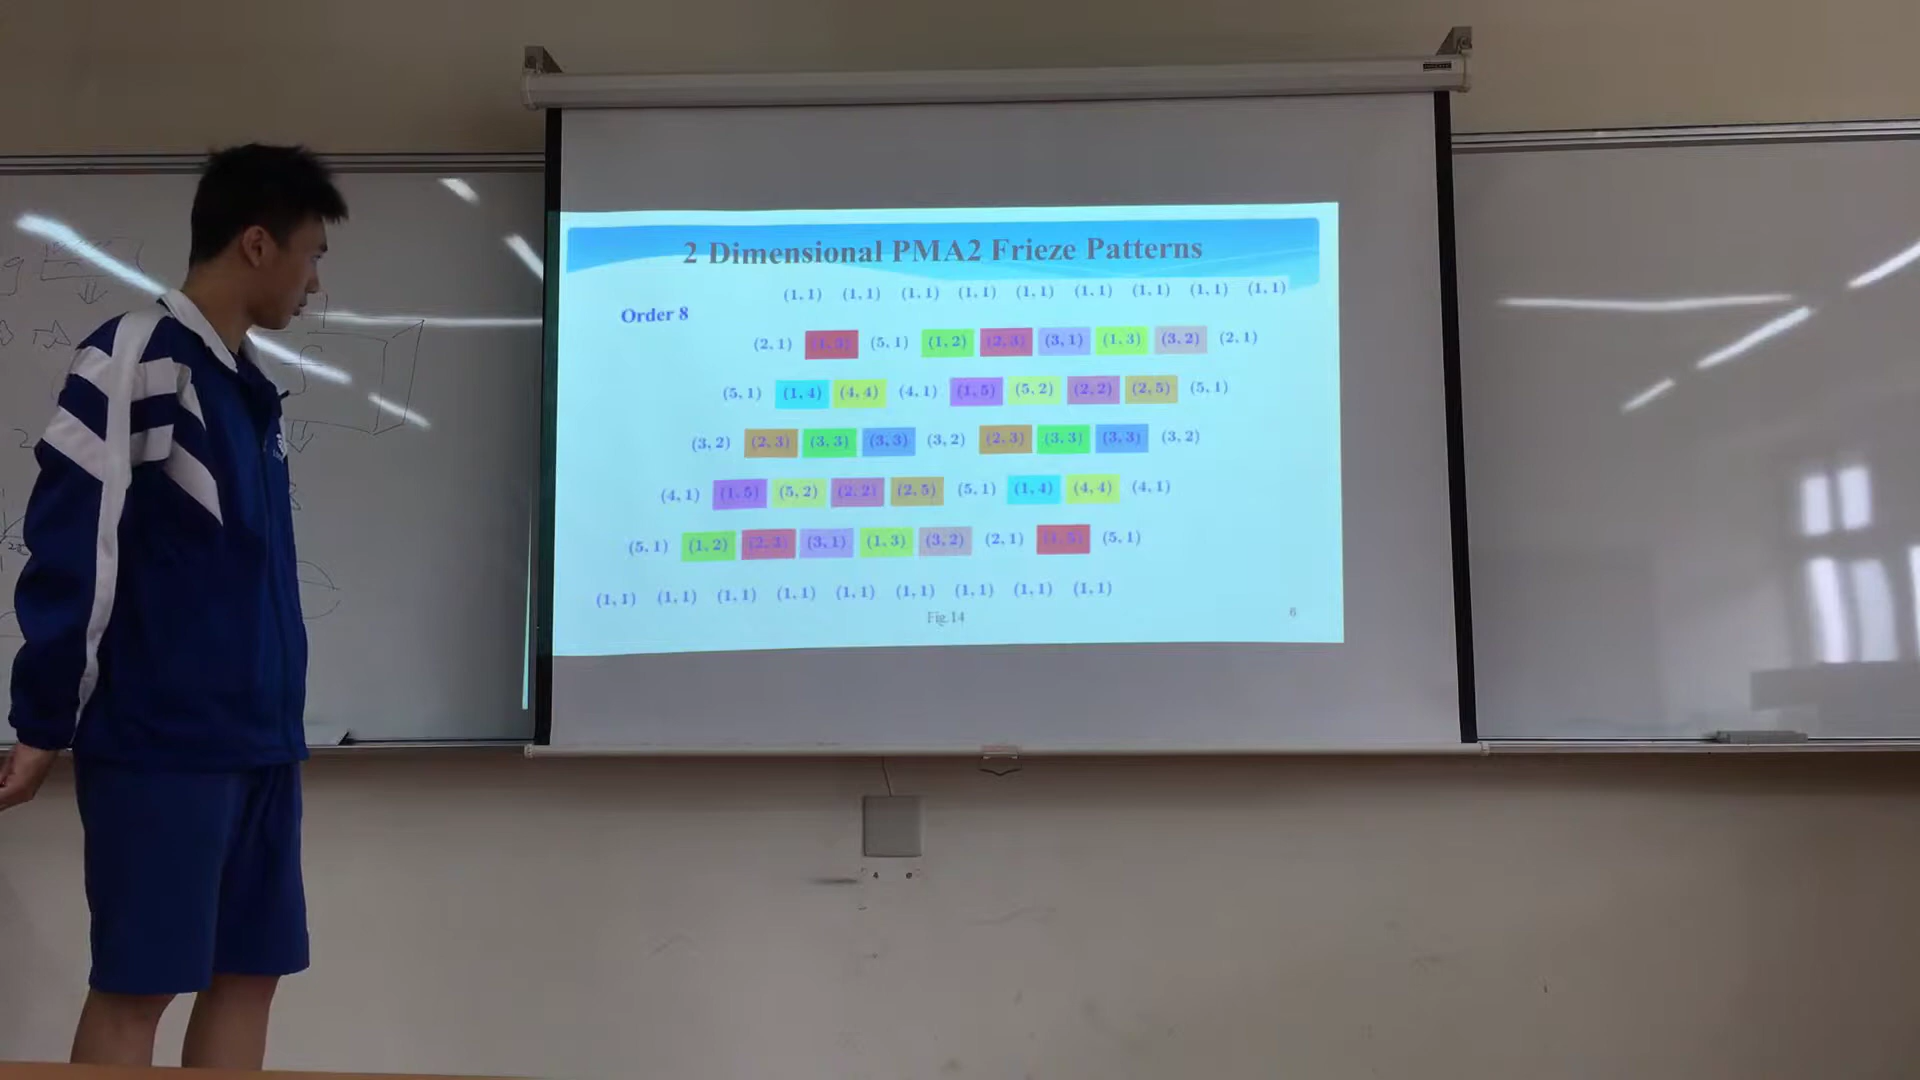 2 Dimensional PMA2 Frieze Patterns
(1, 1) (1, 1) (1, 1) (1, 1) (1, 1) (1, 1) (1, 1) (1, 1) (1, 1)
Order 8
(2, 1) (5, 1) (1, 2) (2, 3) (3, 1) (1, 3) (3, 2) (2, 1)
(5, 1) (1, 4) (4, 4) (4, 1) (1, 5) (5, 2) (2, 2) (2, 5) (5, 1)
(3, 2) (2, 3) (3, 3) (3, 3) (3, 2) (2, 3) (3, 3) (3, 3) (3, 2)
(4, 1) (1, 5) (5, 2) (2, 2) (2, 5) (5, 1) (1, 4) (4, 4) (4, 1)
(5, 1) (1, 2) (2, 3) (3, 1) (1, 3) (3, 2) (2, 1) (5, 1)
(1, 1) (1, 1) (1, 1) (1, 1) (1, 1) (1, 1) (1, 1) (1, 1) (1, 1)
Fig.14
6